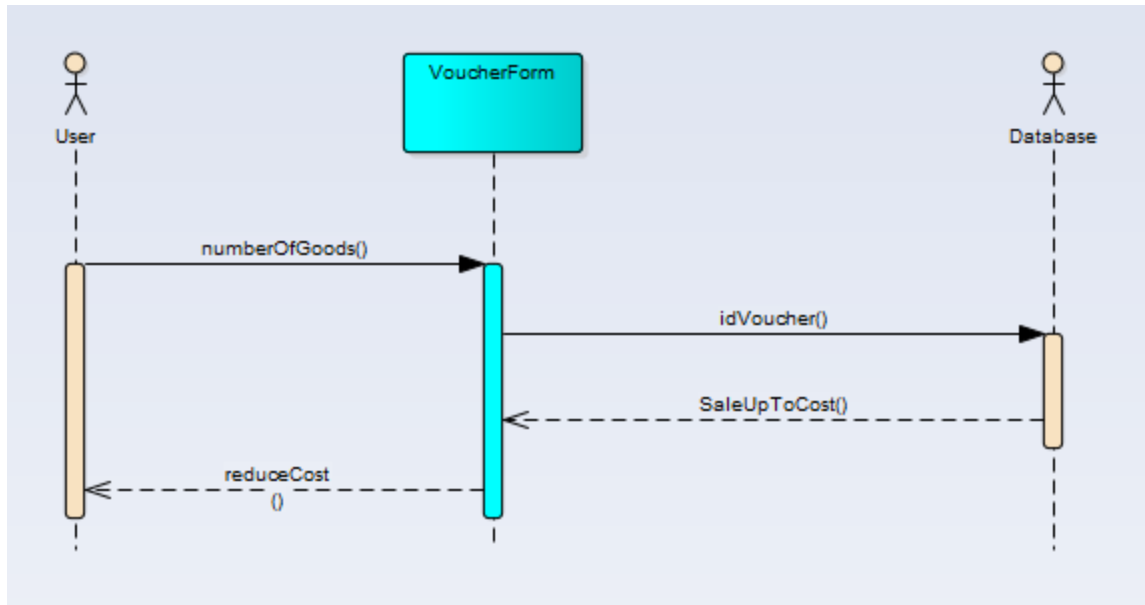 VoucherForm
User
Database
numberOfGoods()
idVoucher()
SaleUpToCost()
reduceCost
()